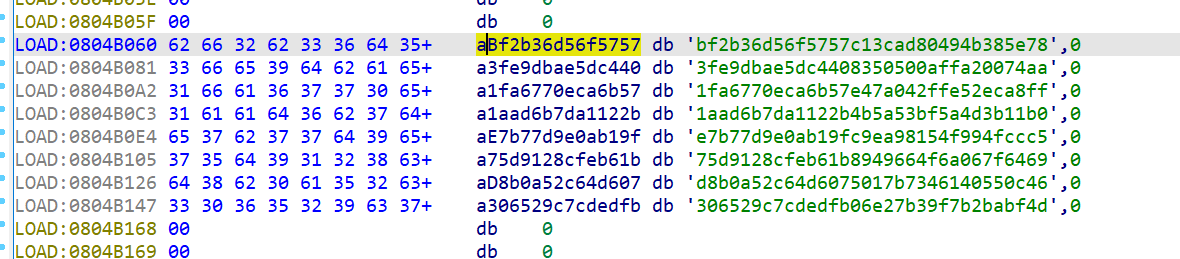 LOAD:0804B05F 00 db 0
LOAD:0804B060 62 66 32 62 33 36 64 35+ aBf2b36d56f5757 db 'bf2b36d56f5757c13cad80494b385e78',0
LOAD:0804B081 33 66 65 39 64 62 61 65+ a3fe9dbae5dc440 db '3fe9dbae5dc4408350500affa20074aa',0
LOAD:0804B0A2 31 66 61 36 37 37 30 65+ a1fa6770eca6b57 db '1fa6770eca6b57e47a042ffe52eca8ff',0
LOAD:0804B0C3 31 61 61 64 36 62 37 64+ a1aad6b7da1122b db '1aad6b7da1122b4b5a53bf5a4d3b11b0',0
LOAD:0804B0E4 65 37 62 37 37 64 39 65+ aE7b77d9e0ab19f db 'e7b77d9e0ab19fc9ea98154f994fccc5',0
LOAD:0804B105 37 35 64 39 31 32 38 63+ a75d9128cfeb61b db '75d9128cfeb61b8949664f6a067f6469',0
LOAD:0804B126 64 38 62 30 61 35 32 63+ aD8b0a52c64d607 db 'd8b0a52c64d6075017b7346140550c46',0
LOAD:0804B147 33 30 36 35 32 39 63 37+ a306529c7cdedfb db '306529c7cdedfb06e27b39f7b2babf4d',0
LOAD:0804B168 00 db 0
LOAD:0804B169 00 db 0